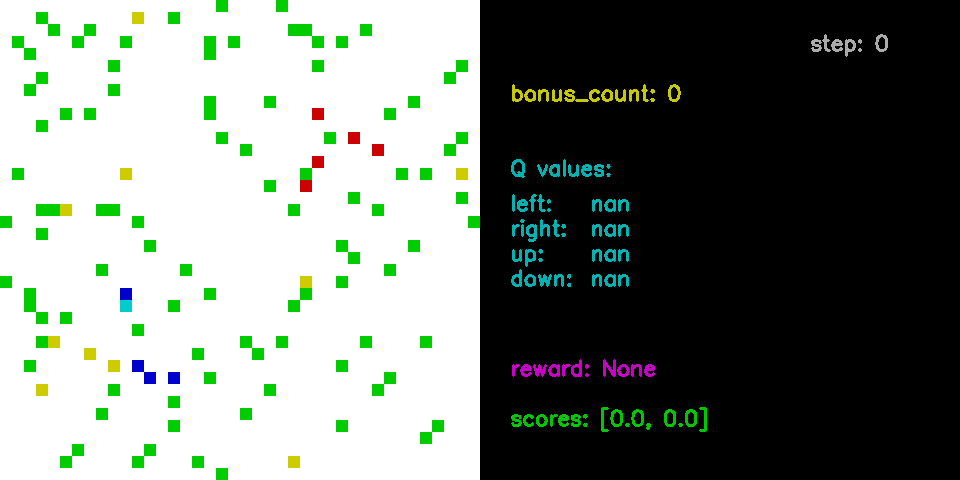 step: 0
bonus_count: 0
Q values:
left: nan
right: nan
up: nan
down: nan
reward: None
scores: [0.0, 0.0]